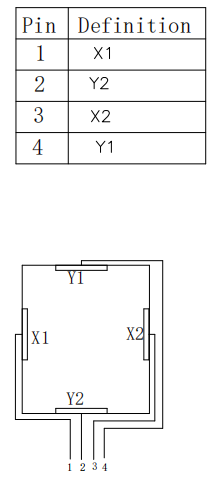 Pin Definition
1 X1
2 Y2
3 X2
4 Y1
Y1
X1 X2
Y2
1 2 3 4